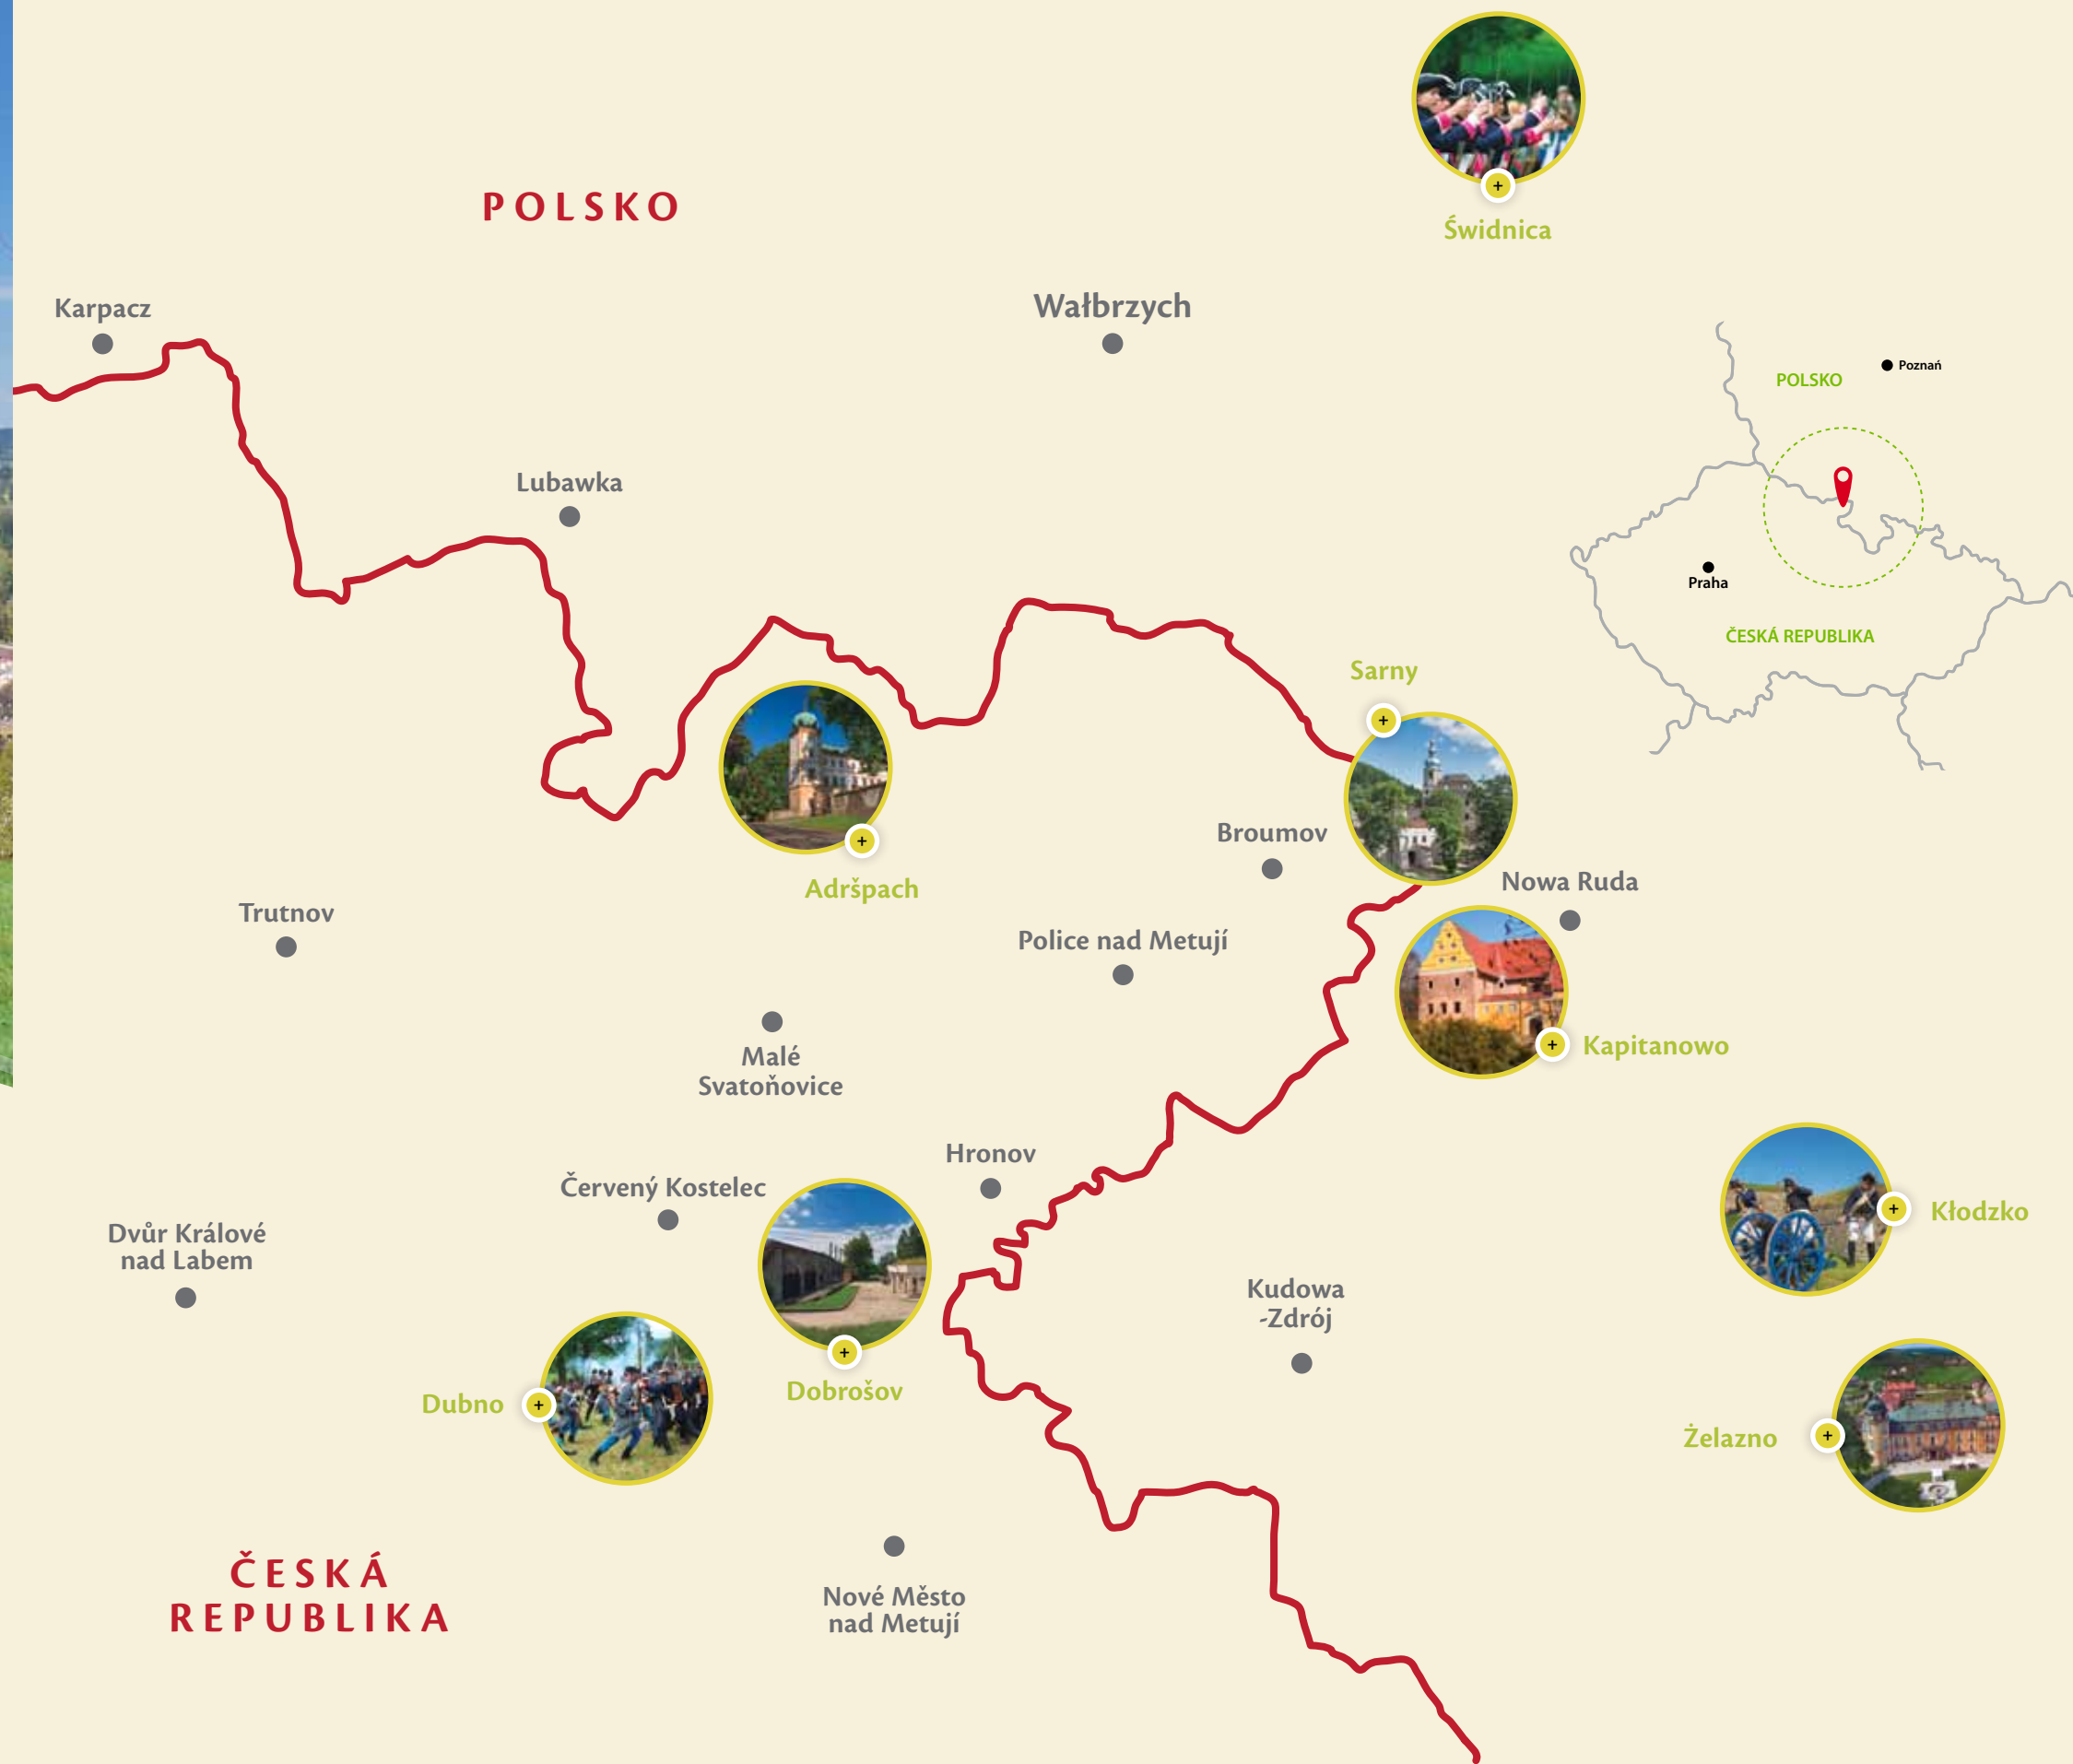 Świdnica
POLSKO
Karpacz
Wałbrzych
Poznań
POLSKO
Lubawka
Praha
ČESKÁ REPUBLIKA
Sarny
Broumov
Adršpach
Nowa Ruda
Trutnov
Police nad Metují
Malé
Svatoňovice
Kapitanowo
Hronov
Červený Kostelec
Kłodzko
Dvůr Králové
nad Labem
Kudowa
-Zdrój
Dobrošov
Dubno
Żelazno
ČESKÁ
REPUBLIKA
Nové Město
nad Metují